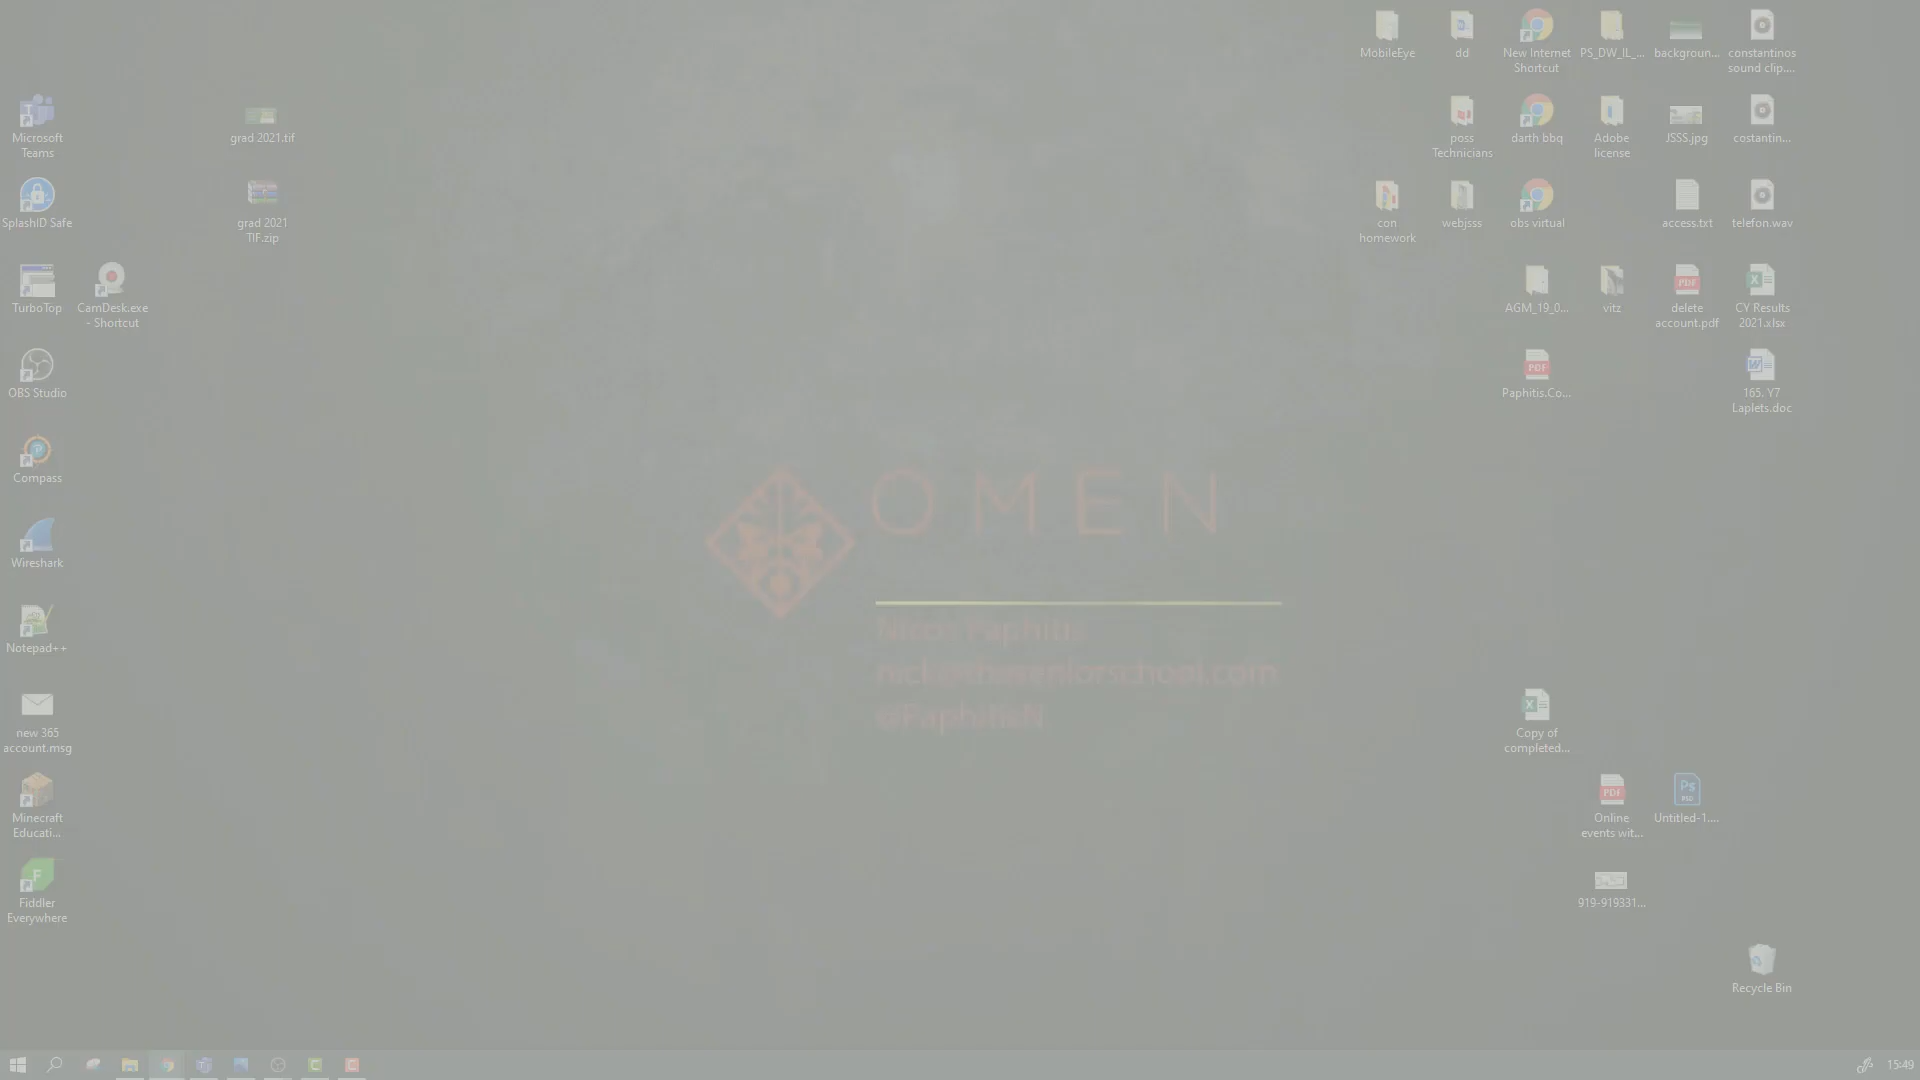 MobileEye
dd
New Internet
Shortcut
PS_DW_IL_...
backgroun...
constantinos
sound clip....
Microsoft
Teams
grad 2021.tif
poss
Technicians
darth bbq
Adobe
license
JSSS.jpg
costantin...
SplashID Safe
grad 2021
TIF.zip
con
homework
webjsss
obs virtual
access.txt
telefon.wav
TurboTop
CamDesk.exe
- Shortcut
AGM_19_0...
vitz
delete
account.pdf
CY Results
2021.xlsx
OBS Studio
Paphitis.Co...
165. Y7
Laplets.doc
Compass
OMEN
Wireshark
Notepad++
Paphitis
new 365
account.msg
Copy of
completed...
Minecraft
Educati...
Online
events wit...
Untitled-1....
Fiddler
Everywhere
919-919331...
Recycle Bin
15:49